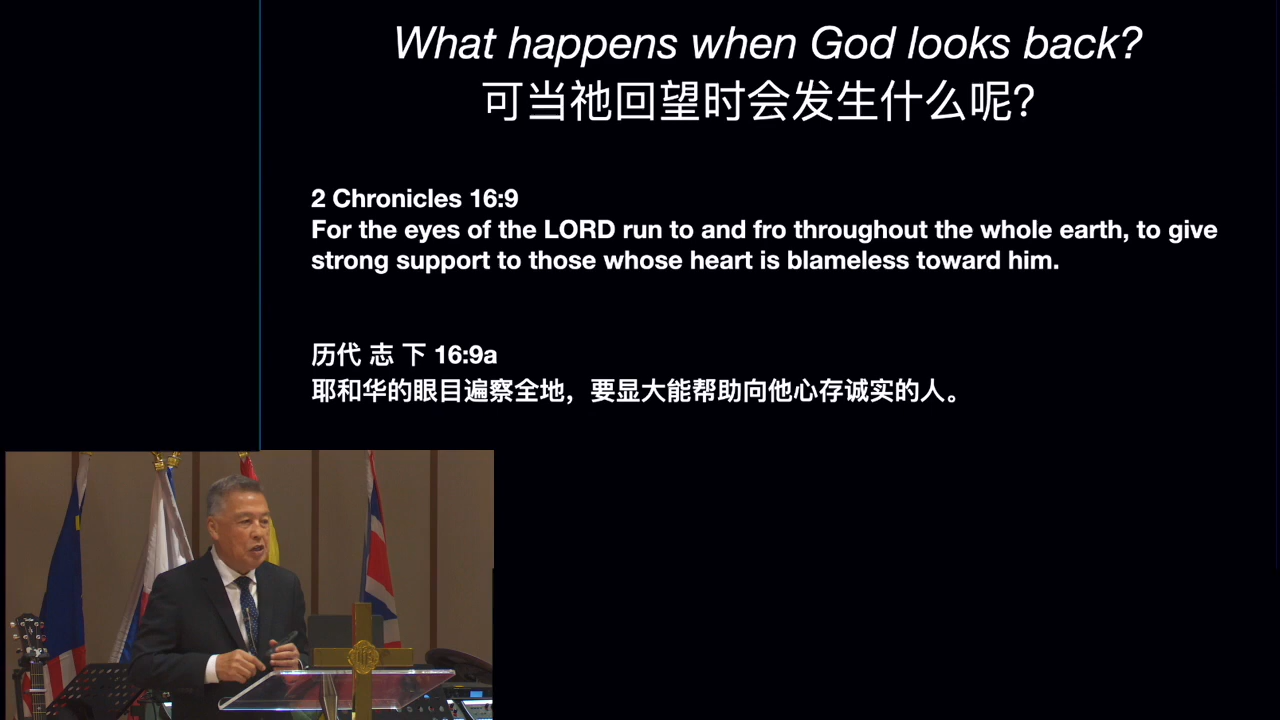 What happens when God looks back?
可当祂回望时会发生什么呢?
2 Chronicles 16:9
For the eyes of the LORD run to and fro throughout the whole earth, to give
strong support to those whose heart is blameless toward him.
历代 志 下 16:9a
耶和华的眼目遍察全地，要显大能帮助向他心存诚实的人。